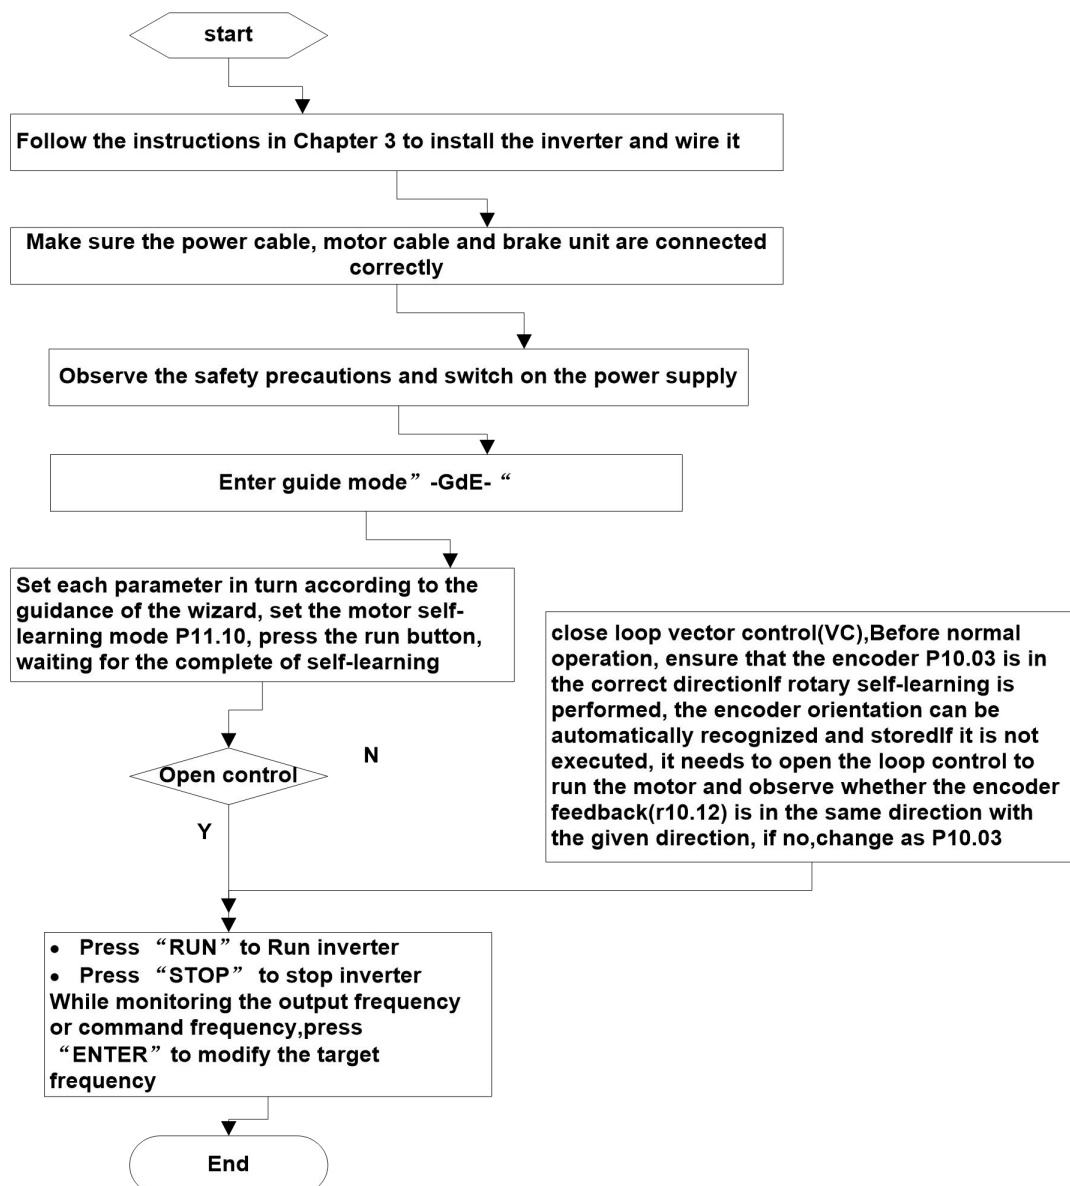 start
Follow the instructions in Chapter 3 to install the inverter and wire it
Make sure the power cable, motor cable and brake unit are connected
correctly
Observe the safety precautions and switch on the power supply
Enter guide mode” -GdE- “
Set each parameter in turn according to the
guidance of the wizard, set the motor self-
learning mode P11.10, press the run button,
waiting for the complete of self-learning
Open control
N
Y
close loop vector control(VC),Before normal
operation, ensure that the encoder P10.03 is in
the correct directionIf rotary self-learning is
performed, the encoder orientation can be
automatically recognized and storedIf it is not
executed, it needs to open the loop control to
run the motor and observe whether the encoder
feedback(r10.12) is in the same direction with
the given direction, if no,change as P10.03
• Press “RUN” to Run inverter
• Press “STOP” to stop inverter
While monitoring the output frequency
or command frequency,press
“ENTER” to modify the target
frequency
End